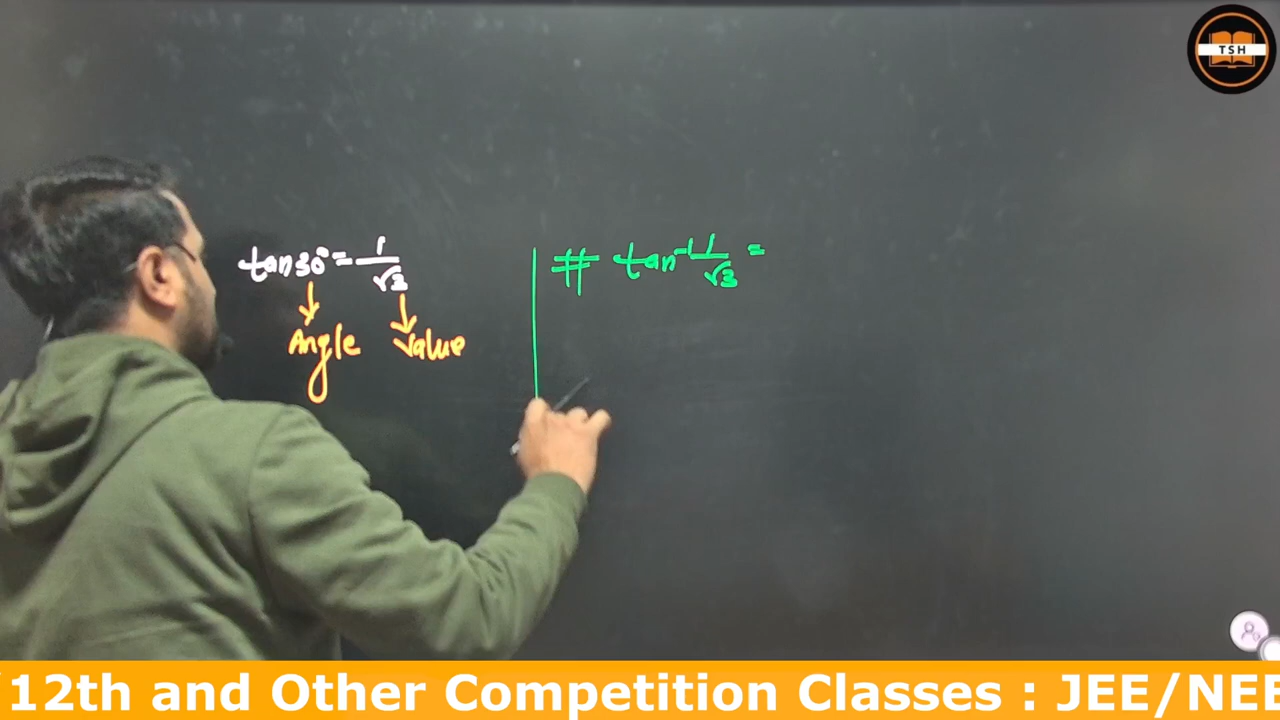 TSH
tan30° = 1/√3
Angle Value
# tan⁻¹ 1/√3 =
12th and Other Competition Classes : JEE/NEE